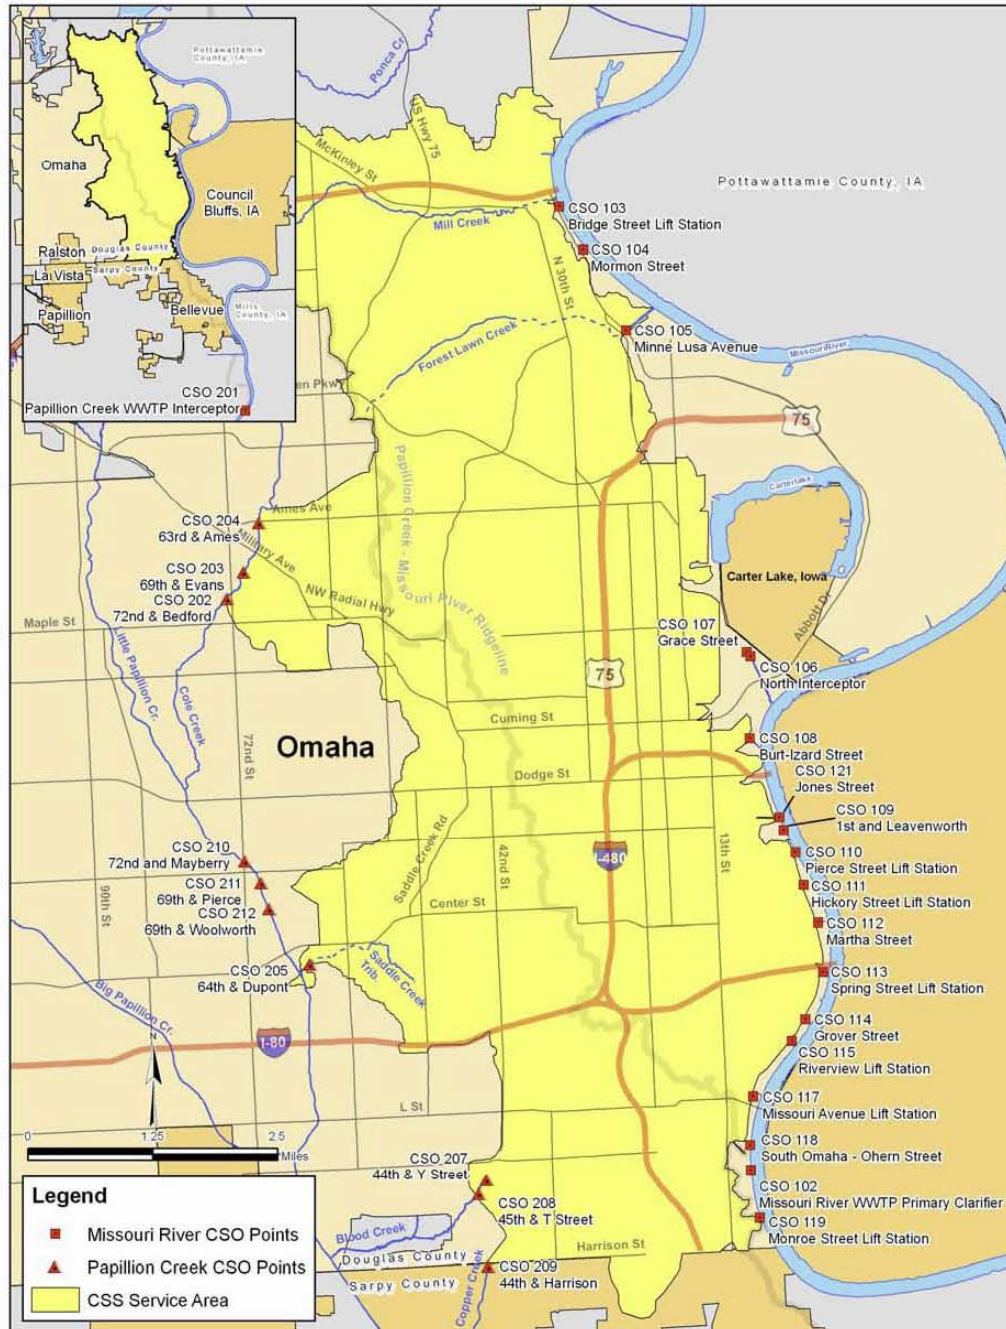 Pottawattamie
County, IA
Omaha
Council
Bluffs, IA
Ralston
Douglas County
Sarpy County
La Vista
Papillion
Bellevue
Mills
County, IA
CSO 201
Papillion Creek WWTP Interceptor
Ponca Cr.
US Hwy 75
McKinley St
Pottawattamie County, IA
CSO 103
Bridge Street Lift Station
Mill Creek
CSO 104
Mormon Street
N 30th St
CSO 105
Minne Lusa Avenue
Forest Lawn Creek
Missouri River
en Pkwy
75
Papillion Creek - Missouri River Ridgeline
Carter Lake
Ames Ave
CSO 204
63rd & Ames
Military Ave
CSO 203
69th & Evans
CSO 202
72nd & Bedford
NW Radial Hwy
Carter Lake, Iowa
Abbott Dr
Maple St
CSO 107
Grace Street
Little Papillion Cr.
CSO 106
North Interceptor
75
Cole Creek
Cuming St
72nd St
Omaha
CSO 108
Burt-Izard Street
Dodge St
CSO 121
Jones Street
CSO 109
1st and Leavenworth
Saddle Creek Rd
42nd St
13th St
CSO 210
72nd and Mayberry
I-480
CSO 110
Pierce Street Lift Station
CSO 211
69th & Pierce
90th St
CSO 111
Hickory Street Lift Station
Center St
CSO 212
69th & Woolworth
CSO 112
Martha Street
CSO 205
64th & Dupont
Saddle Creek
Trib.
CSO 113
Spring Street Lift Station
Big Papillion Cr.
CSO 114
Grover Street
I-80
N
CSO 115
Riverview Lift Station
CSO 117
Missouri Avenue Lift Station
L St
0 1.25 2.5
Miles
CSO 118
South Omaha - Ohern Street
CSO 207
44th & Y Street
CSO 102
Missouri River WWTP Primary Clarifier
CSO 208
45th & T Street
CSO 119
Monroe Street Lift Station
Blood Creek
Harrison St
Douglas County
Sarpy County
CSO 209
44th & Harrison
Copper Creek
Legend
Missouri River CSO Points
Papillion Creek CSO Points
CSS Service Area